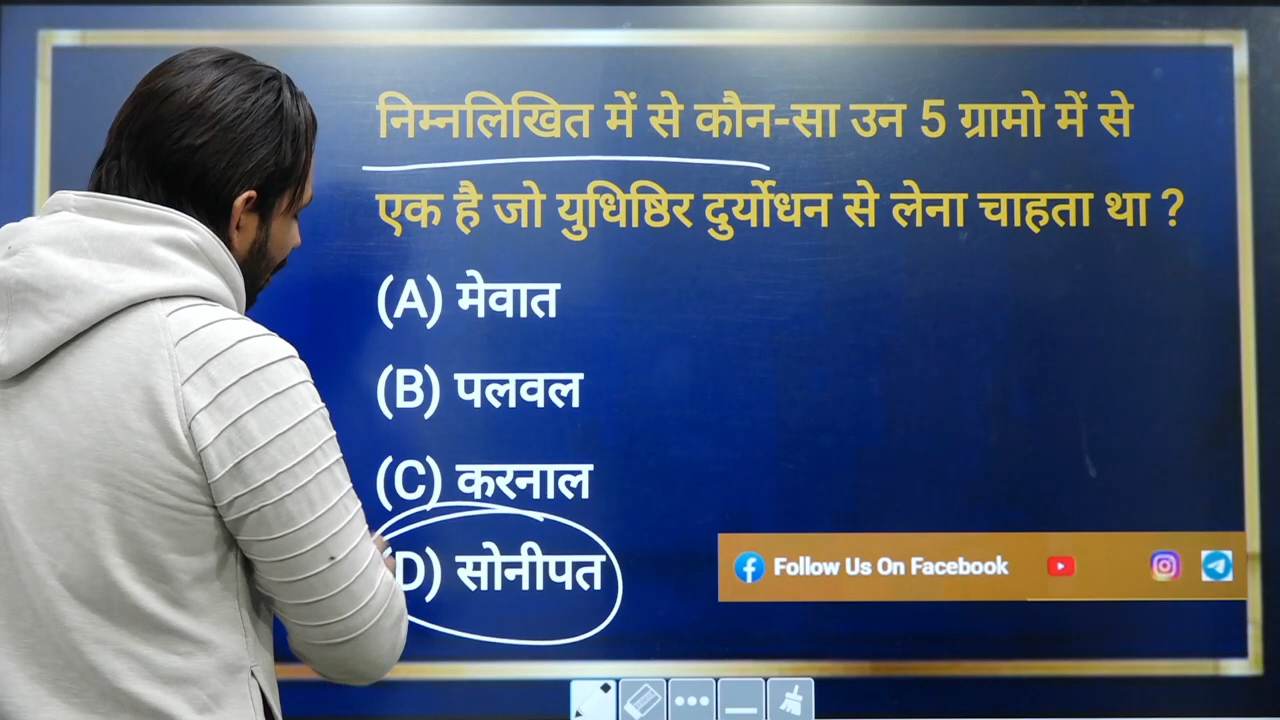 निम्नलिखित में से कौन-सा उन 5 ग्रामो में से
एक है जो युधिष्ठिर दुर्योधन से लेना चाहता था ?
(A) मेवात
(B) पलवल
(C) करनाल
(D) सोनीपत
Follow Us On Facebook